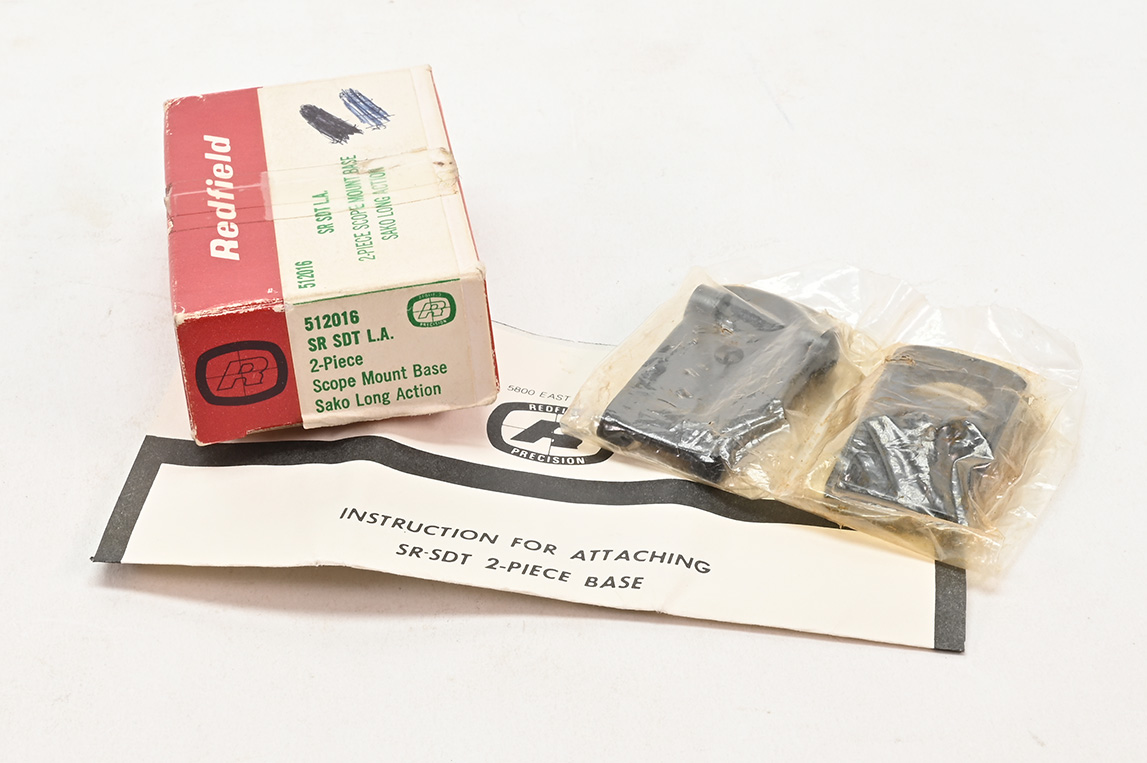 Redfield
512016
SR SDT L.A.
2-PIECE SCOPE MOUNT BASE
SAKO LONG ACTION
512016
SR SDT L.A.
2-Piece
Scope Mount Base
Sako Long Action
PRECISION
5800 EAST
PRECISION
INSTRUCTION FOR ATTACHING
SR-SDT 2-PIECE BASE